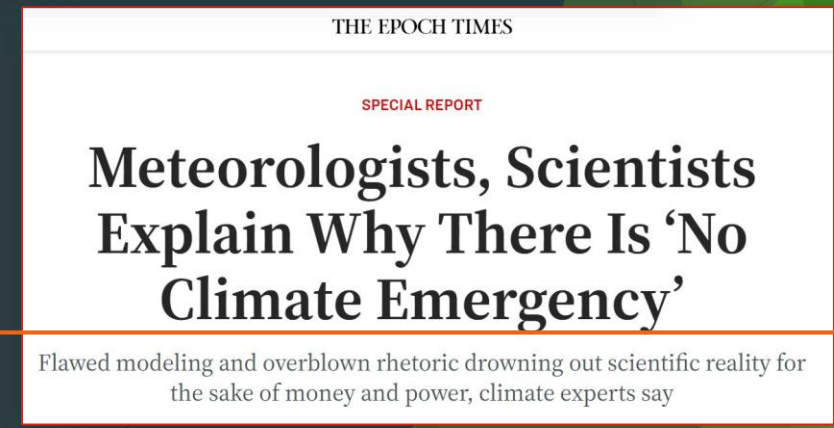 THE EPOCH TIMES
SPECIAL REPORT
Meteorologists, Scientists
Explain Why There Is ‘No
Climate Emergency’
Flawed modeling and overblown rhetoric drowning out scientific reality for
the sake of money and power, climate experts say